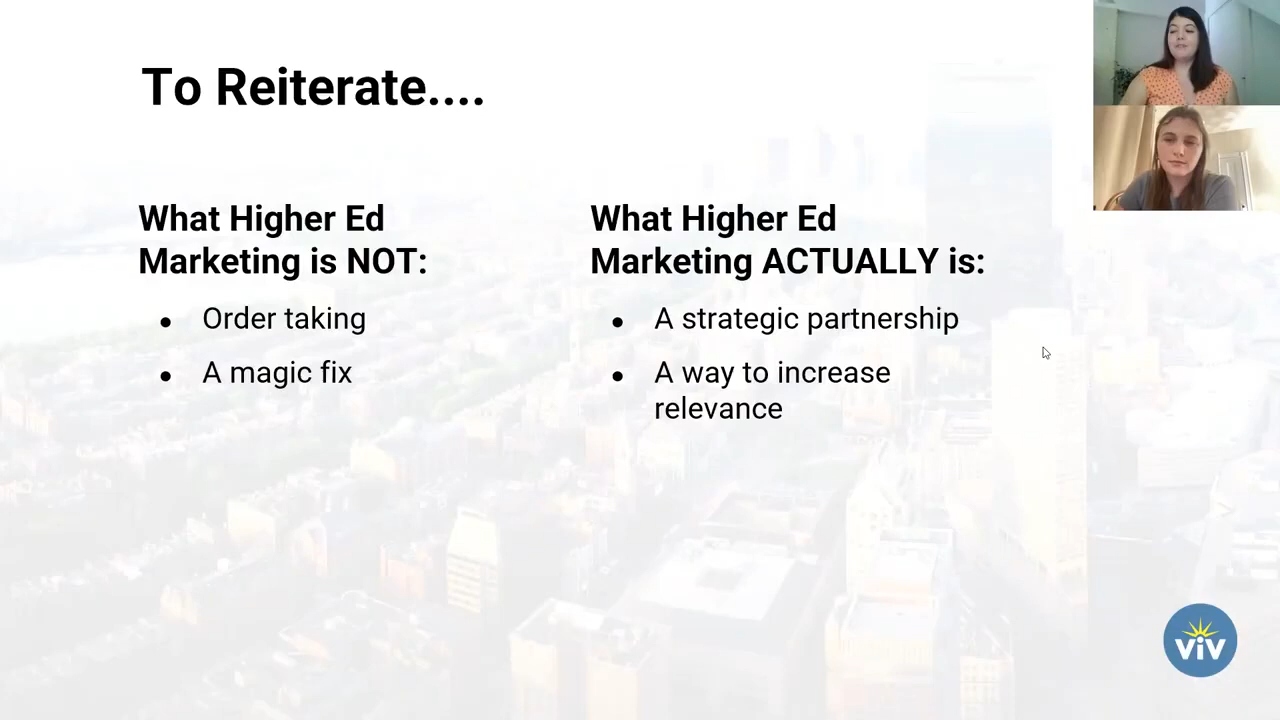 To Reiterate....
What Higher Ed
Marketing is NOT:
● Order taking
● A magic fix
What Higher Ed
Marketing ACTUALLY is:
● A strategic partnership
● A way to increase
relevance
viv